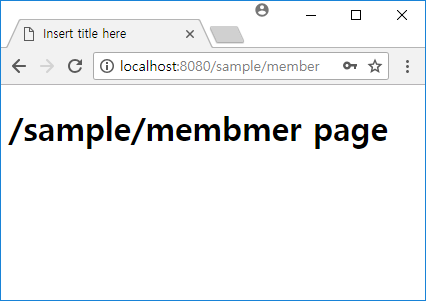 Insert title here
localhost:8080/sample/member
/sample/membmer page